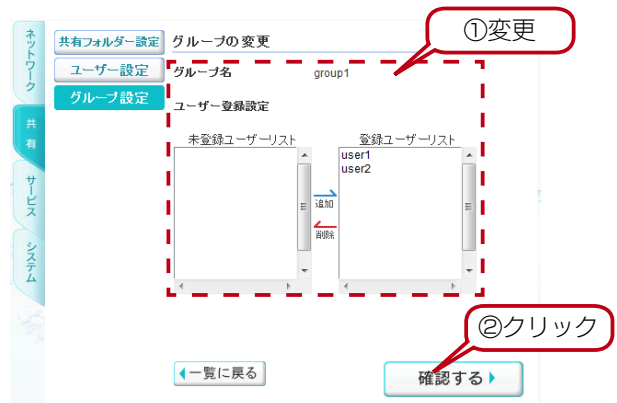 ネットワーク
共有
サービス
システム
共有フォルダー設定
ユーザー設定
グループ設定
グループの変更
①変更
グループ名 group1
ユーザー登録設定
未登録ユーザーリスト
登録ユーザーリスト
user1
user2
追加
削除
②クリック
一覧に戻る
確認する